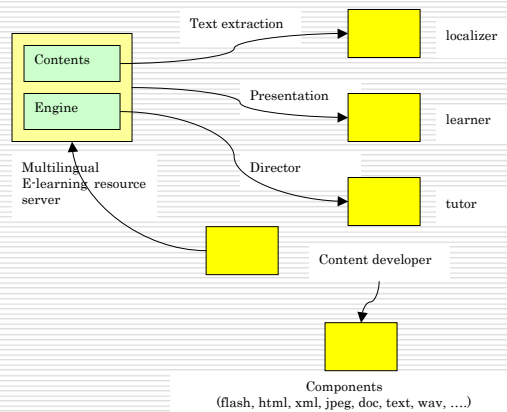 Text extraction
localizer
Contents
Presentation
Engine
learner
Multilingual
E-learning resource
server
Director
tutor
Content developer
Components
(flash, html, xml, jpeg, doc, text, wav, ….)